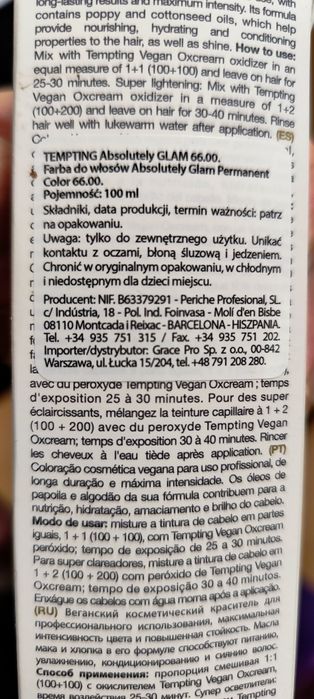 long-lasting results and maximum intensity. Its formula
contains poppy and cottonseed oils, which help
provide nourishing, hydrating and conditioning
properties to the hair, as well as shine. How to use:
Mix with Tempting Vegan Oxcream oxidizer in an
equal measure of 1+1 (100+100) and leave on hair for
25-30 minutes. Super lightening: Mix with Tempting
Vegan Oxcream oxidizer in a measure of 1+2
(100+200) and leave on hair for 30-40 minutes. Rinse
hair well with lukewarm water after application. (ES)
TEMPTING Absolutely GLAM 66.00.
Farba do włosów Absolutely Glam Permanent
Color 66.00.
Pojemność: 100 ml
Składniki, data produkcji, termin ważności: patrz
na opakowaniu.
Uwaga: tylko do zewnętrznego użytku. Unikać
kontaktu z oczami, błoną śluzową i jedzeniem.
Chronić w oryginalnym opakowaniu, w chłodnym
i niedostępnym dla dzieci miejscu.
Producent: NIF. B63379291 - Periche Profesional, SL.
c/ Indústria, 18 - Pol. Ind. Foinvasa - Molí d'en Bisbe
08110 Montcada i Reixac - BARCELONA - HISZPANIA.
Tel. +34 935 751 315 / Fax. +34 935 751 202.
Importer/dystrybutor: Grace Pro Sp. z o.o., 00-842
Warszawa, ul. Łucka 15/204, tel. +48 791 208 280.
avec du peroxyde Tempting Vegan Oxcream ; temps
d'exposition 25 à 30 minutes. Pour des super
éclaircissants, mélangez la teinture capillaire à 1 + 2
(100 + 200) avec du peroxyde Tempting Vegan
Oxcream; temps d'exposition 30 à 40 minutes. Rincer
les cheveux à l'eau tiède après application. (PT)
Coloração cosmética vegana para uso profissional, de
longa duração e máxima intensidade. Os óleos de
papoila e algodão da sua fórmula contribuem para a
nutrição, hidratação, amaciamento e brilho do cabelo.
Modo de usar: misture a tintura de cabelo em partes
iguais, 1 + 1 (100 + 100), com Tempting Vegan Oxcream
peróxido; tempo de exposição de 25 a 30 minutos.
Para super clareadores, misture a tintura de cabelo em
1 + 2 (100 + 200) com peróxido de Tempting Vegan
Oxcream; tempo de exposição 30 a 40 minutos.
Enxágue os cabelos com água morna após a aplicação.
(RU) Веганский косметический краситель для
профессионального использования, максимальная
интенсивность цвета и повышенная стойкость. Масла
мака и хлопка в его формуле способствуют питанию,
увлажнению, кондиционированию и сиянию волос.
Способ применения: пропорция смешивая 1:1
(100+100) с окислителем Tempting Vegan Oxcream,
время воздействия 25-30 минут. Супер осветлители: